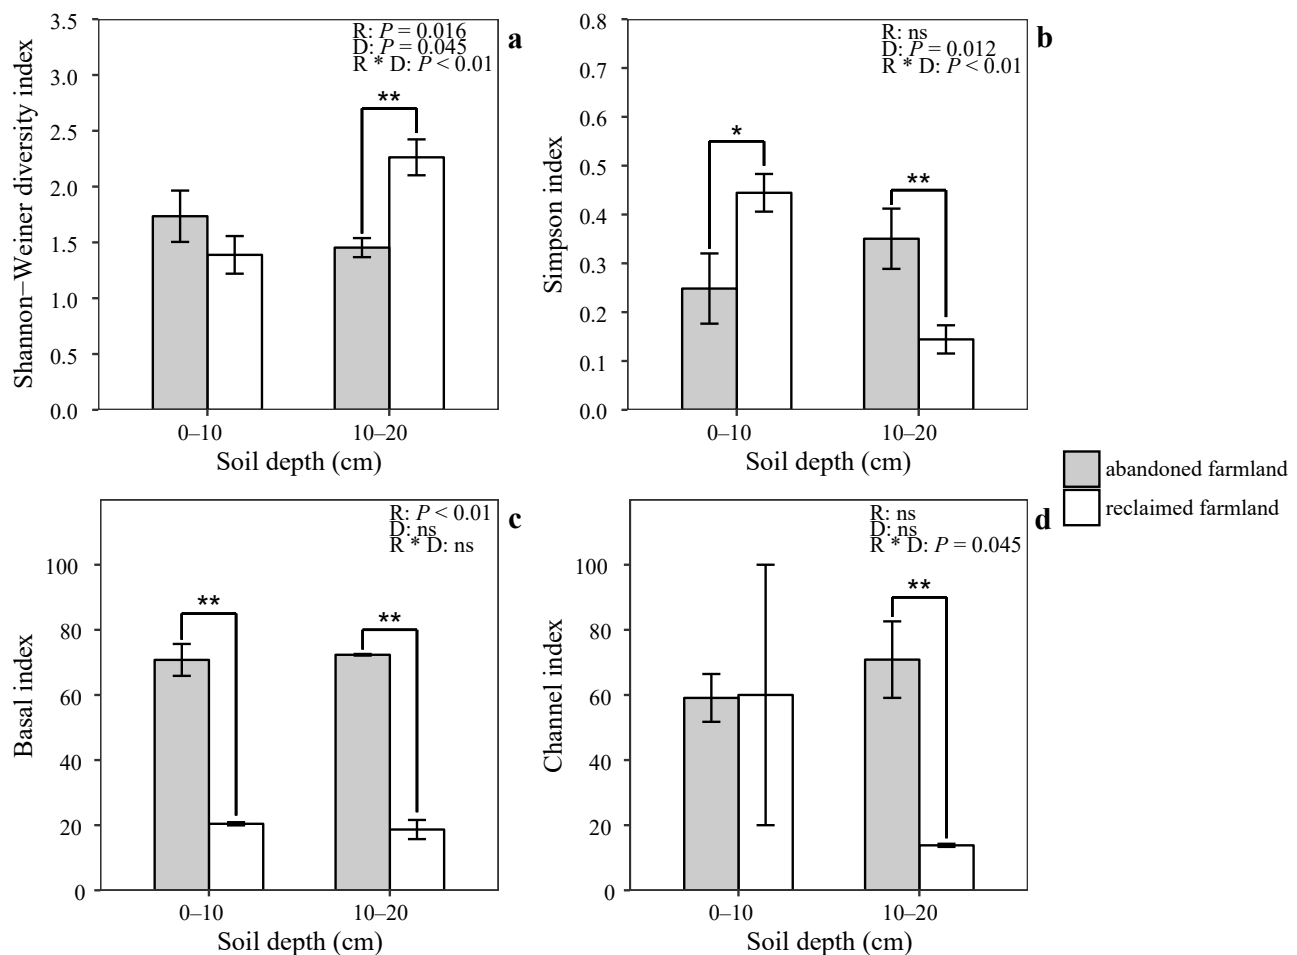 3.5
3.0
2.5
2.0
1.5
1.0
0.5
0.0
Shannon−Weiner diversity index
R: P = 0.016
D: P = 0.045
R * D: P < 0.01
a
**
0–10
10–20
Soil depth (cm)
0.8
0.7
0.6
0.5
0.4
0.3
0.2
0.1
0.0
Simpson index
R: ns
D: P = 0.012
R * D: P < 0.01
b
*
**
0–10
10–20
Soil depth (cm)
abandoned farmland
reclaimed farmland
100
80
60
40
20
0
Basal index
R: P < 0.01
D: ns
R * D: ns
c
**
**
0–10
10–20
Soil depth (cm)
100
80
60
40
20
0
Channel index
R: ns
D: ns
R * D: P = 0.045
d
**
0–10
10–20
Soil depth (cm)